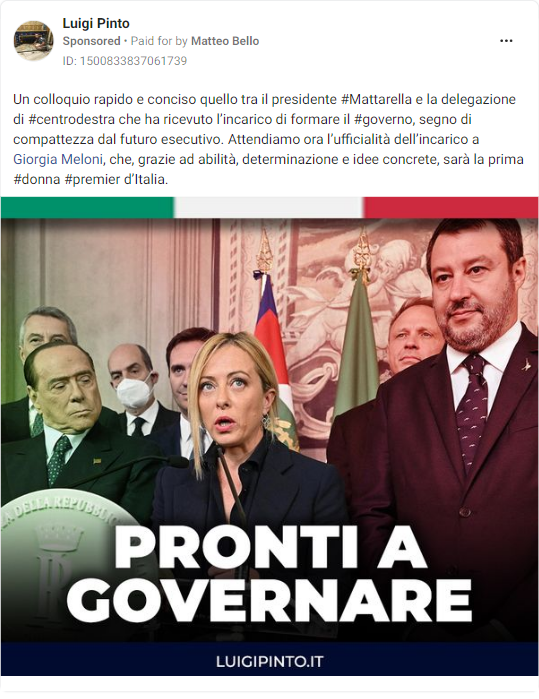 Luigi Pinto
Sponsored • Paid for by Matteo Bello
ID: 1500833837061739
Un colloquio rapido e conciso quello tra il presidente #Mattarella e la delegazione
di #centrodestra che ha ricevuto l’incarico di formare il #governo, segno di
compattezza dal futuro esecutivo. Attendiamo ora l’ufficialità dell’incarico a
Giorgia Meloni, che, grazie ad abilità, determinazione e idee concrete, sarà la prima
#donna #premier d’Italia.
DELLA REPUBBLICA
PRONTI A
GOVERNARE
LUIGIPINTO.IT